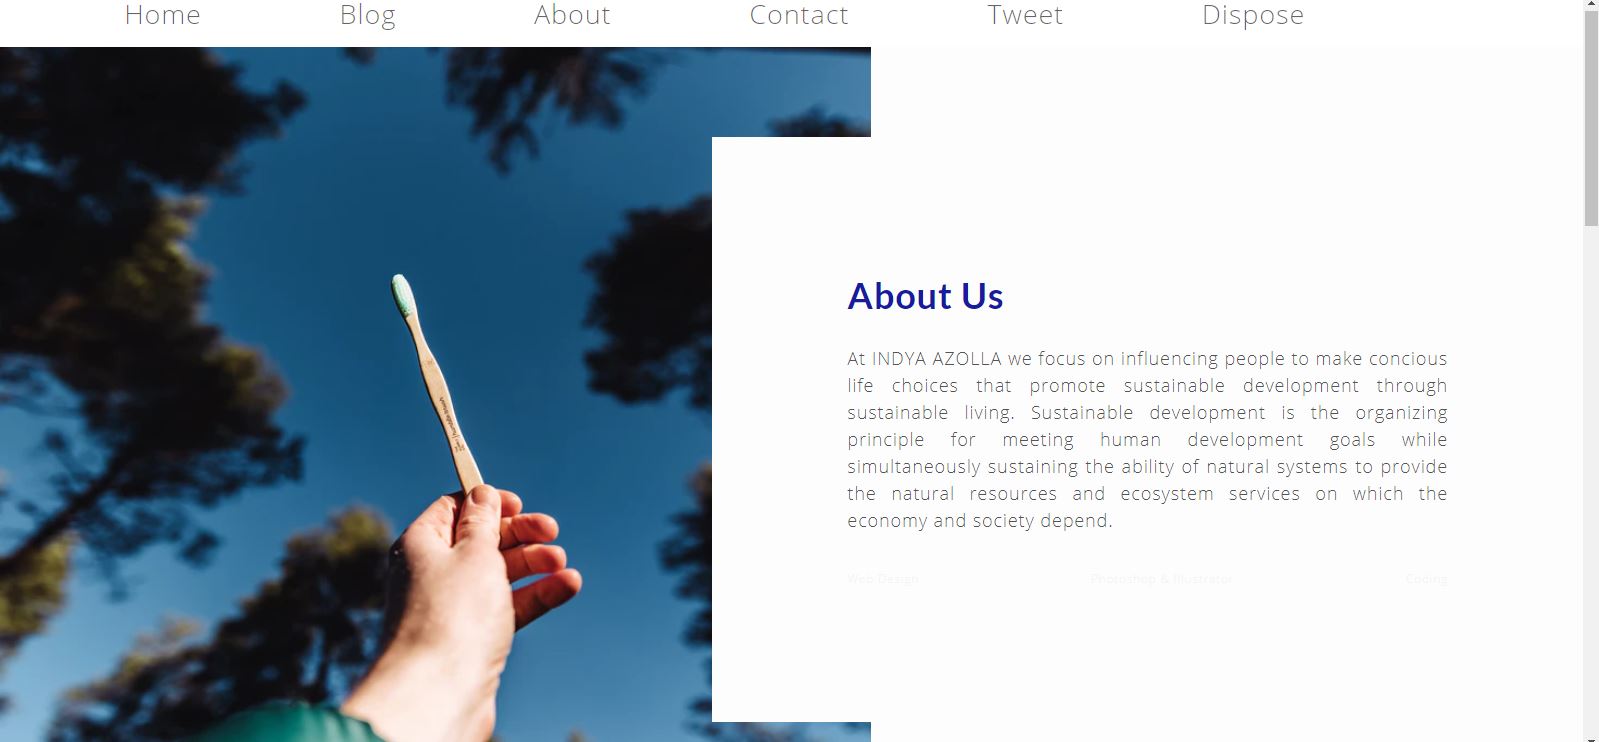 Home Blog About Contact Tweet Dispose
About Us
At INDYA AZOLLA we focus on influencing people to make concious
life choices that promote sustainable development through
sustainable living. Sustainable development is the organizing
principle for meeting human development goals while
simultaneously sustaining the ability of natural systems to provide
the natural resources and ecosystem services on which the
economy and society depend.
Web Design Photoshop & Illustrator Coding